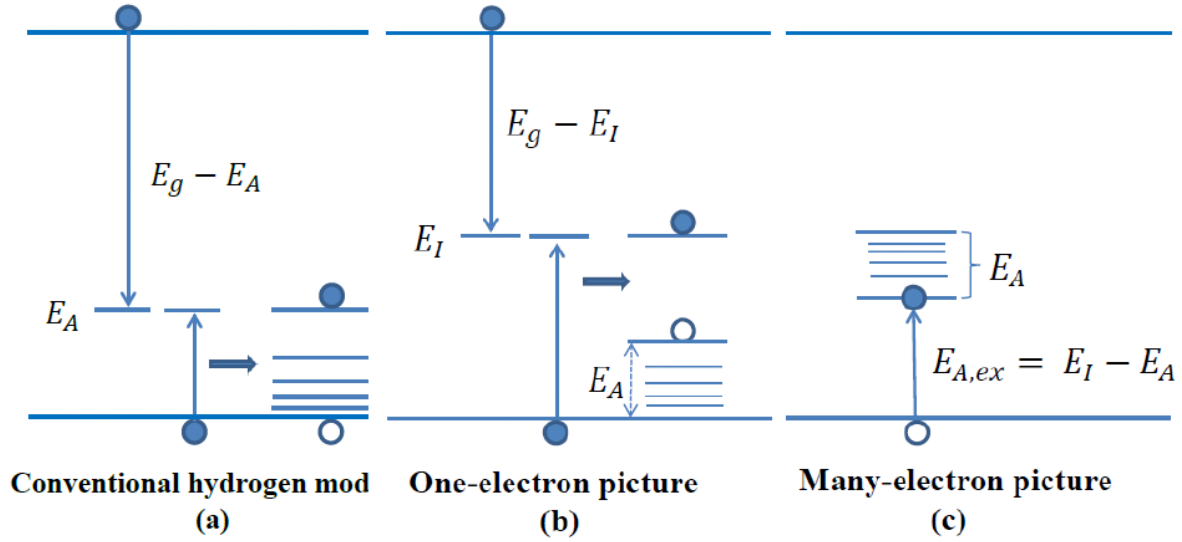 E_g − E_A
E_A
Conventional hydrogen mod
(a)
E_g − E_I
E_I
E_A
One-electron picture
(b)
E_A
E_{A,ex} = E_I − E_A
Many-electron picture
(c)